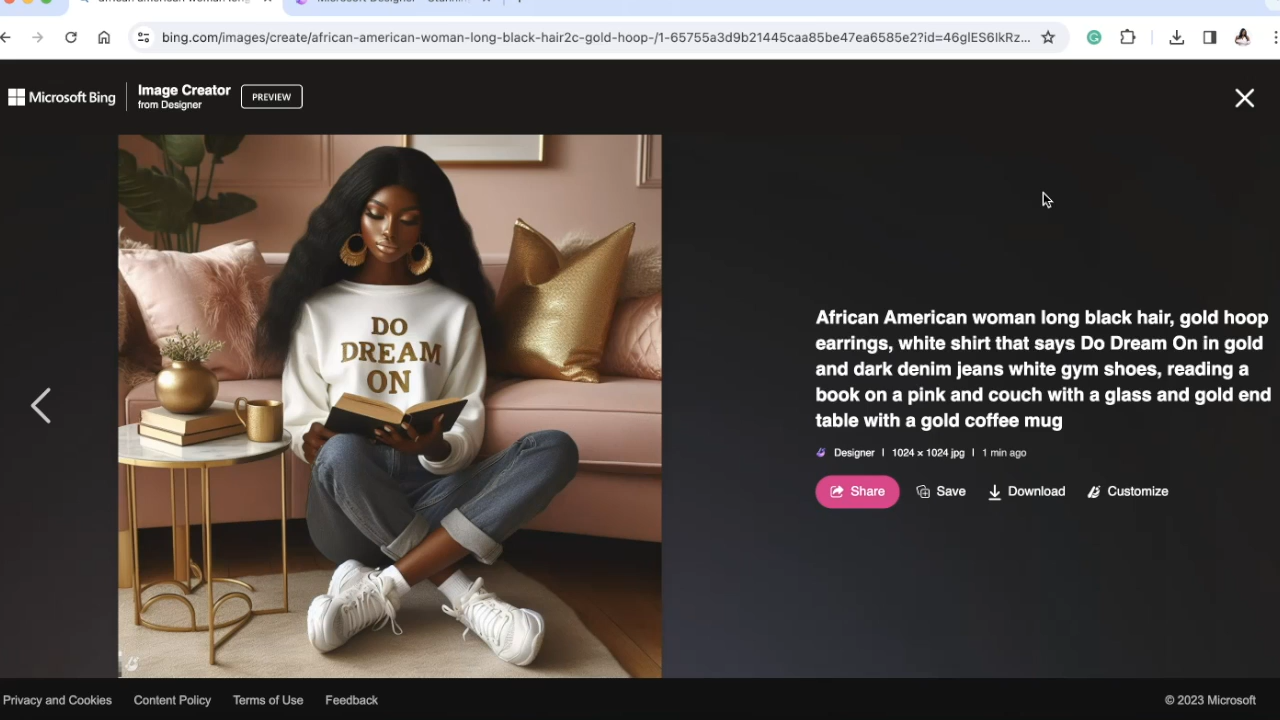 bing.com/images/create/african-american-woman-long-black-hair2c-gold-hoop-/1-65755a3d9b21445caa85be47ea6585e2?id=46glES6lkRz...
Microsoft Bing
Image Creator
from Designer
PREVIEW
DO
DREAM
ON
African American woman long black hair, gold hoop
earrings, white shirt that says Do Dream On in gold
and dark denim jeans white gym shoes, reading a
book on a pink and couch with a glass and gold end
table with a gold coffee mug
Designer | 1024 × 1024 jpg | 1 min ago
Share Save Download Customize
Privacy and Cookies Content Policy Terms of Use Feedback © 2023 Microsoft